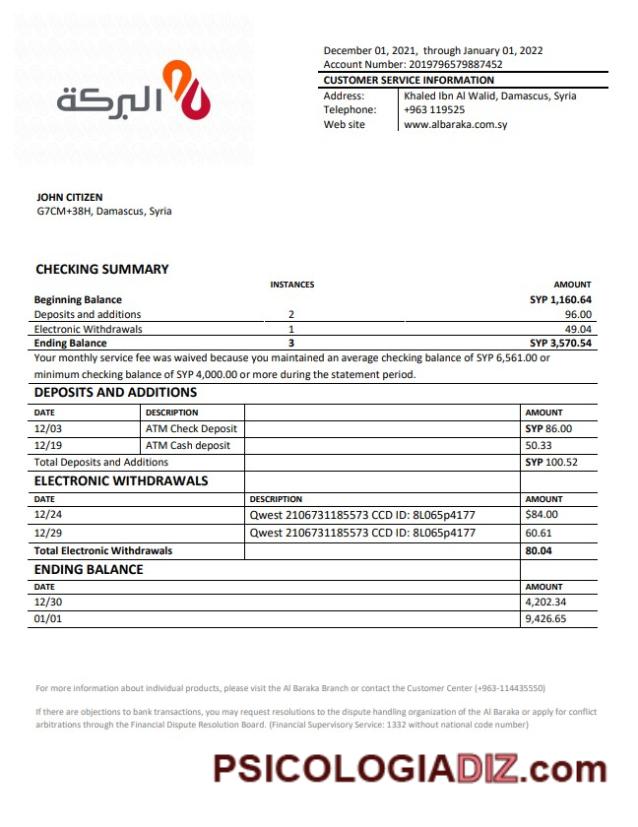 December 01, 2021, through January 01, 2022
Account Number: 2019796579887452
CUSTOMER SERVICE INFORMATION
Address: Khaled Ibn Al Walid, Damascus, Syria
Telephone: +963 119525
Web site www.albaraka.com.sy
البركة
JOHN CITIZEN
G7CM+38H, Damascus, Syria
CHECKING SUMMARY
INSTANCES AMOUNT
Beginning Balance SYP 1,160.64
Deposits and additions 2 96.00
Electronic Withdrawals 1 49.04
Ending Balance 3 SYP 3,570.54
Your monthly service fee was waived because you maintained an average checking balance of SYP 6,561.00 or
minimum checking balance of SYP 4,000.00 or more during the statement period.
DEPOSITS AND ADDITIONS
DATE DESCRIPTION AMOUNT
12/03 ATM Check Deposit SYP 86.00
12/19 ATM Cash deposit 50.33
Total Deposits and Additions SYP 100.52
ELECTRONIC WITHDRAWALS
DATE DESCRIPTION AMOUNT
12/24 Qwest 2106731185573 CCD ID: 8L065p4177 $84.00
12/29 Qwest 2106731185573 CCD ID: 8L065p4177 60.61
Total Electronic Withdrawals 80.04
ENDING BALANCE
DATE AMOUNT
12/30 4,202.34
01/01 9,426.65
For more information about individual products, please visit the Al Baraka Branch or contact the Customer Center (+963-114435550)
If there are objections to bank transactions, you may request resolutions to the dispute handling organization of the Al Baraka or apply for conflict
arbitrations through the Financial Dispute Resolution Board. (Financial Supervisory Service: 1332 without national code number)
PSICOLOGIADIZ.com